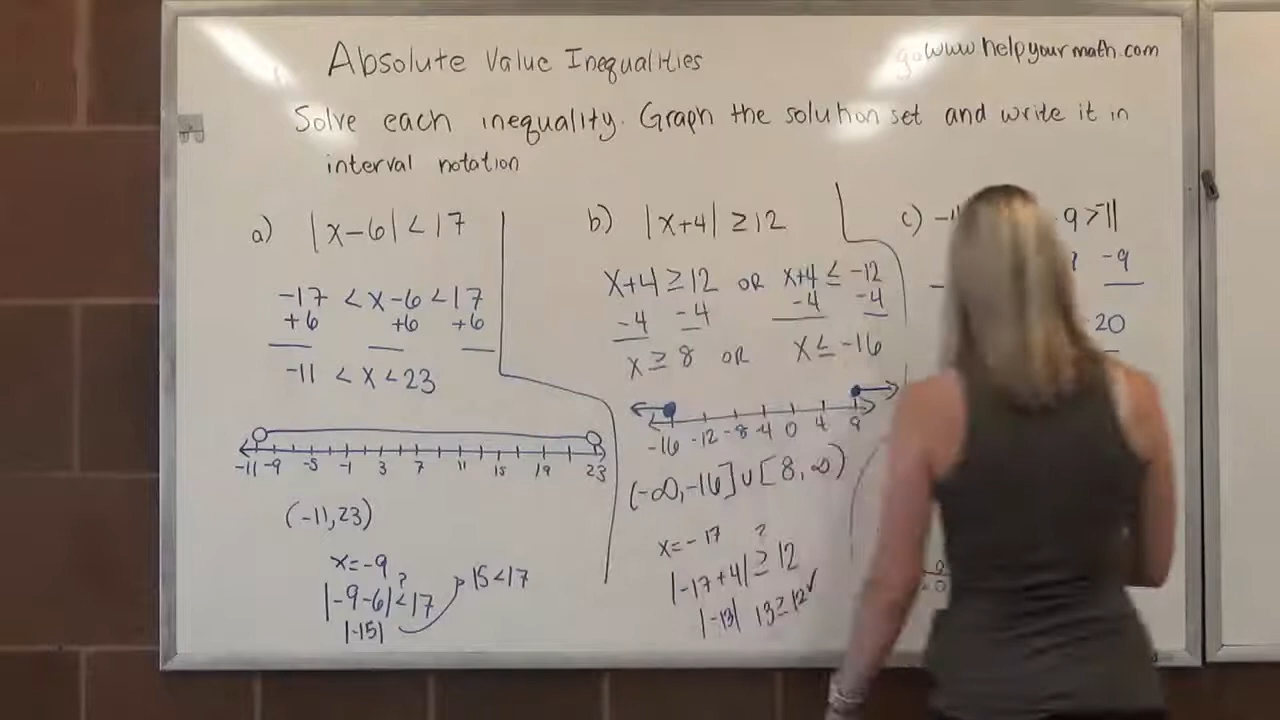 Absolute Value Inequalities
www.helpyourmath.com
Solve each inequality. Graph the solution set and write it in
interval notation
a) |x-6| < 17
-17 < x-6 < 17
+6 +6 +6
-11 < x < 23
-11 -9 -5 -1 3 7 11 15 19 23
(-11,23)
x=-9
|-9-6| < 17
?
|-15|
15<17
b) |x+4| ≥ 12
x+4 ≥ 12 OR x+4 ≤ -12
-4 -4 -4 -4
x ≥ 8 OR x ≤ -16
-16 -12 -8 -4 0 4
(-∞,-16] ∪ [8,∞)
x=-17
?
|-17+4| ≥ 12
|-13| 13≥12 ✓
c)
9 > -11
-9
20